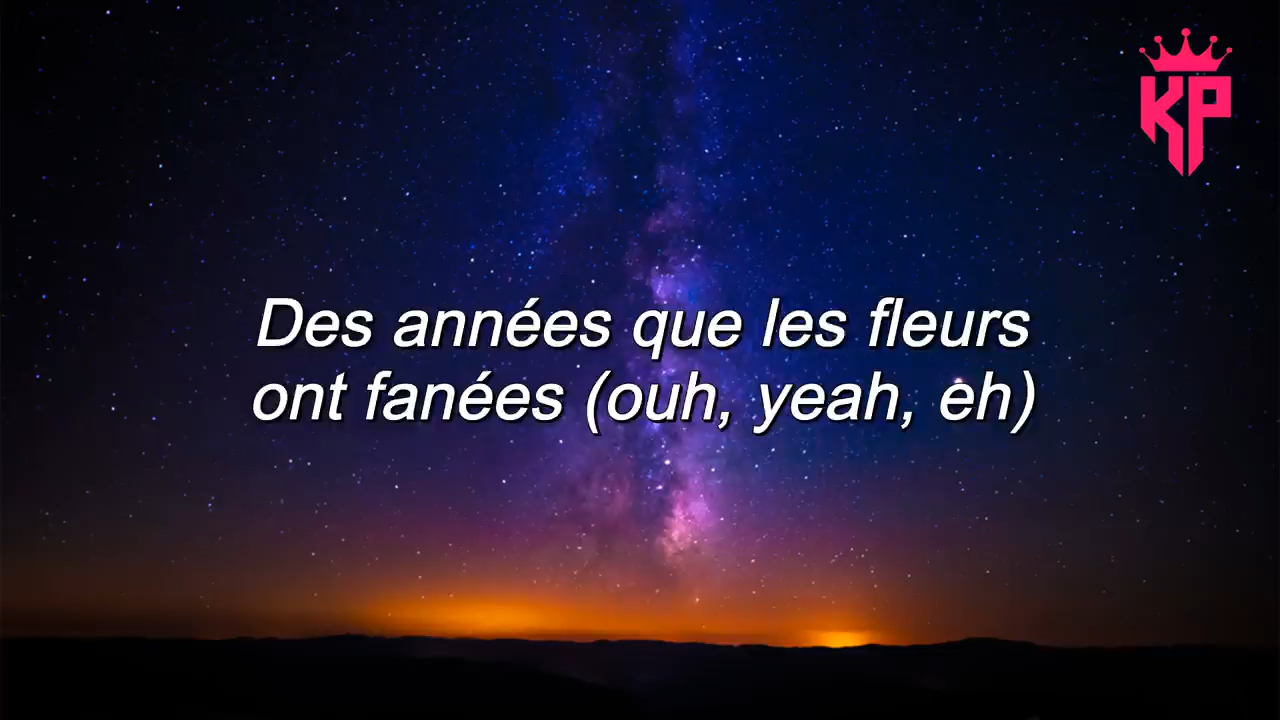 KP
Des années que les fleurs
ont fanées (ouh, yeah, eh)